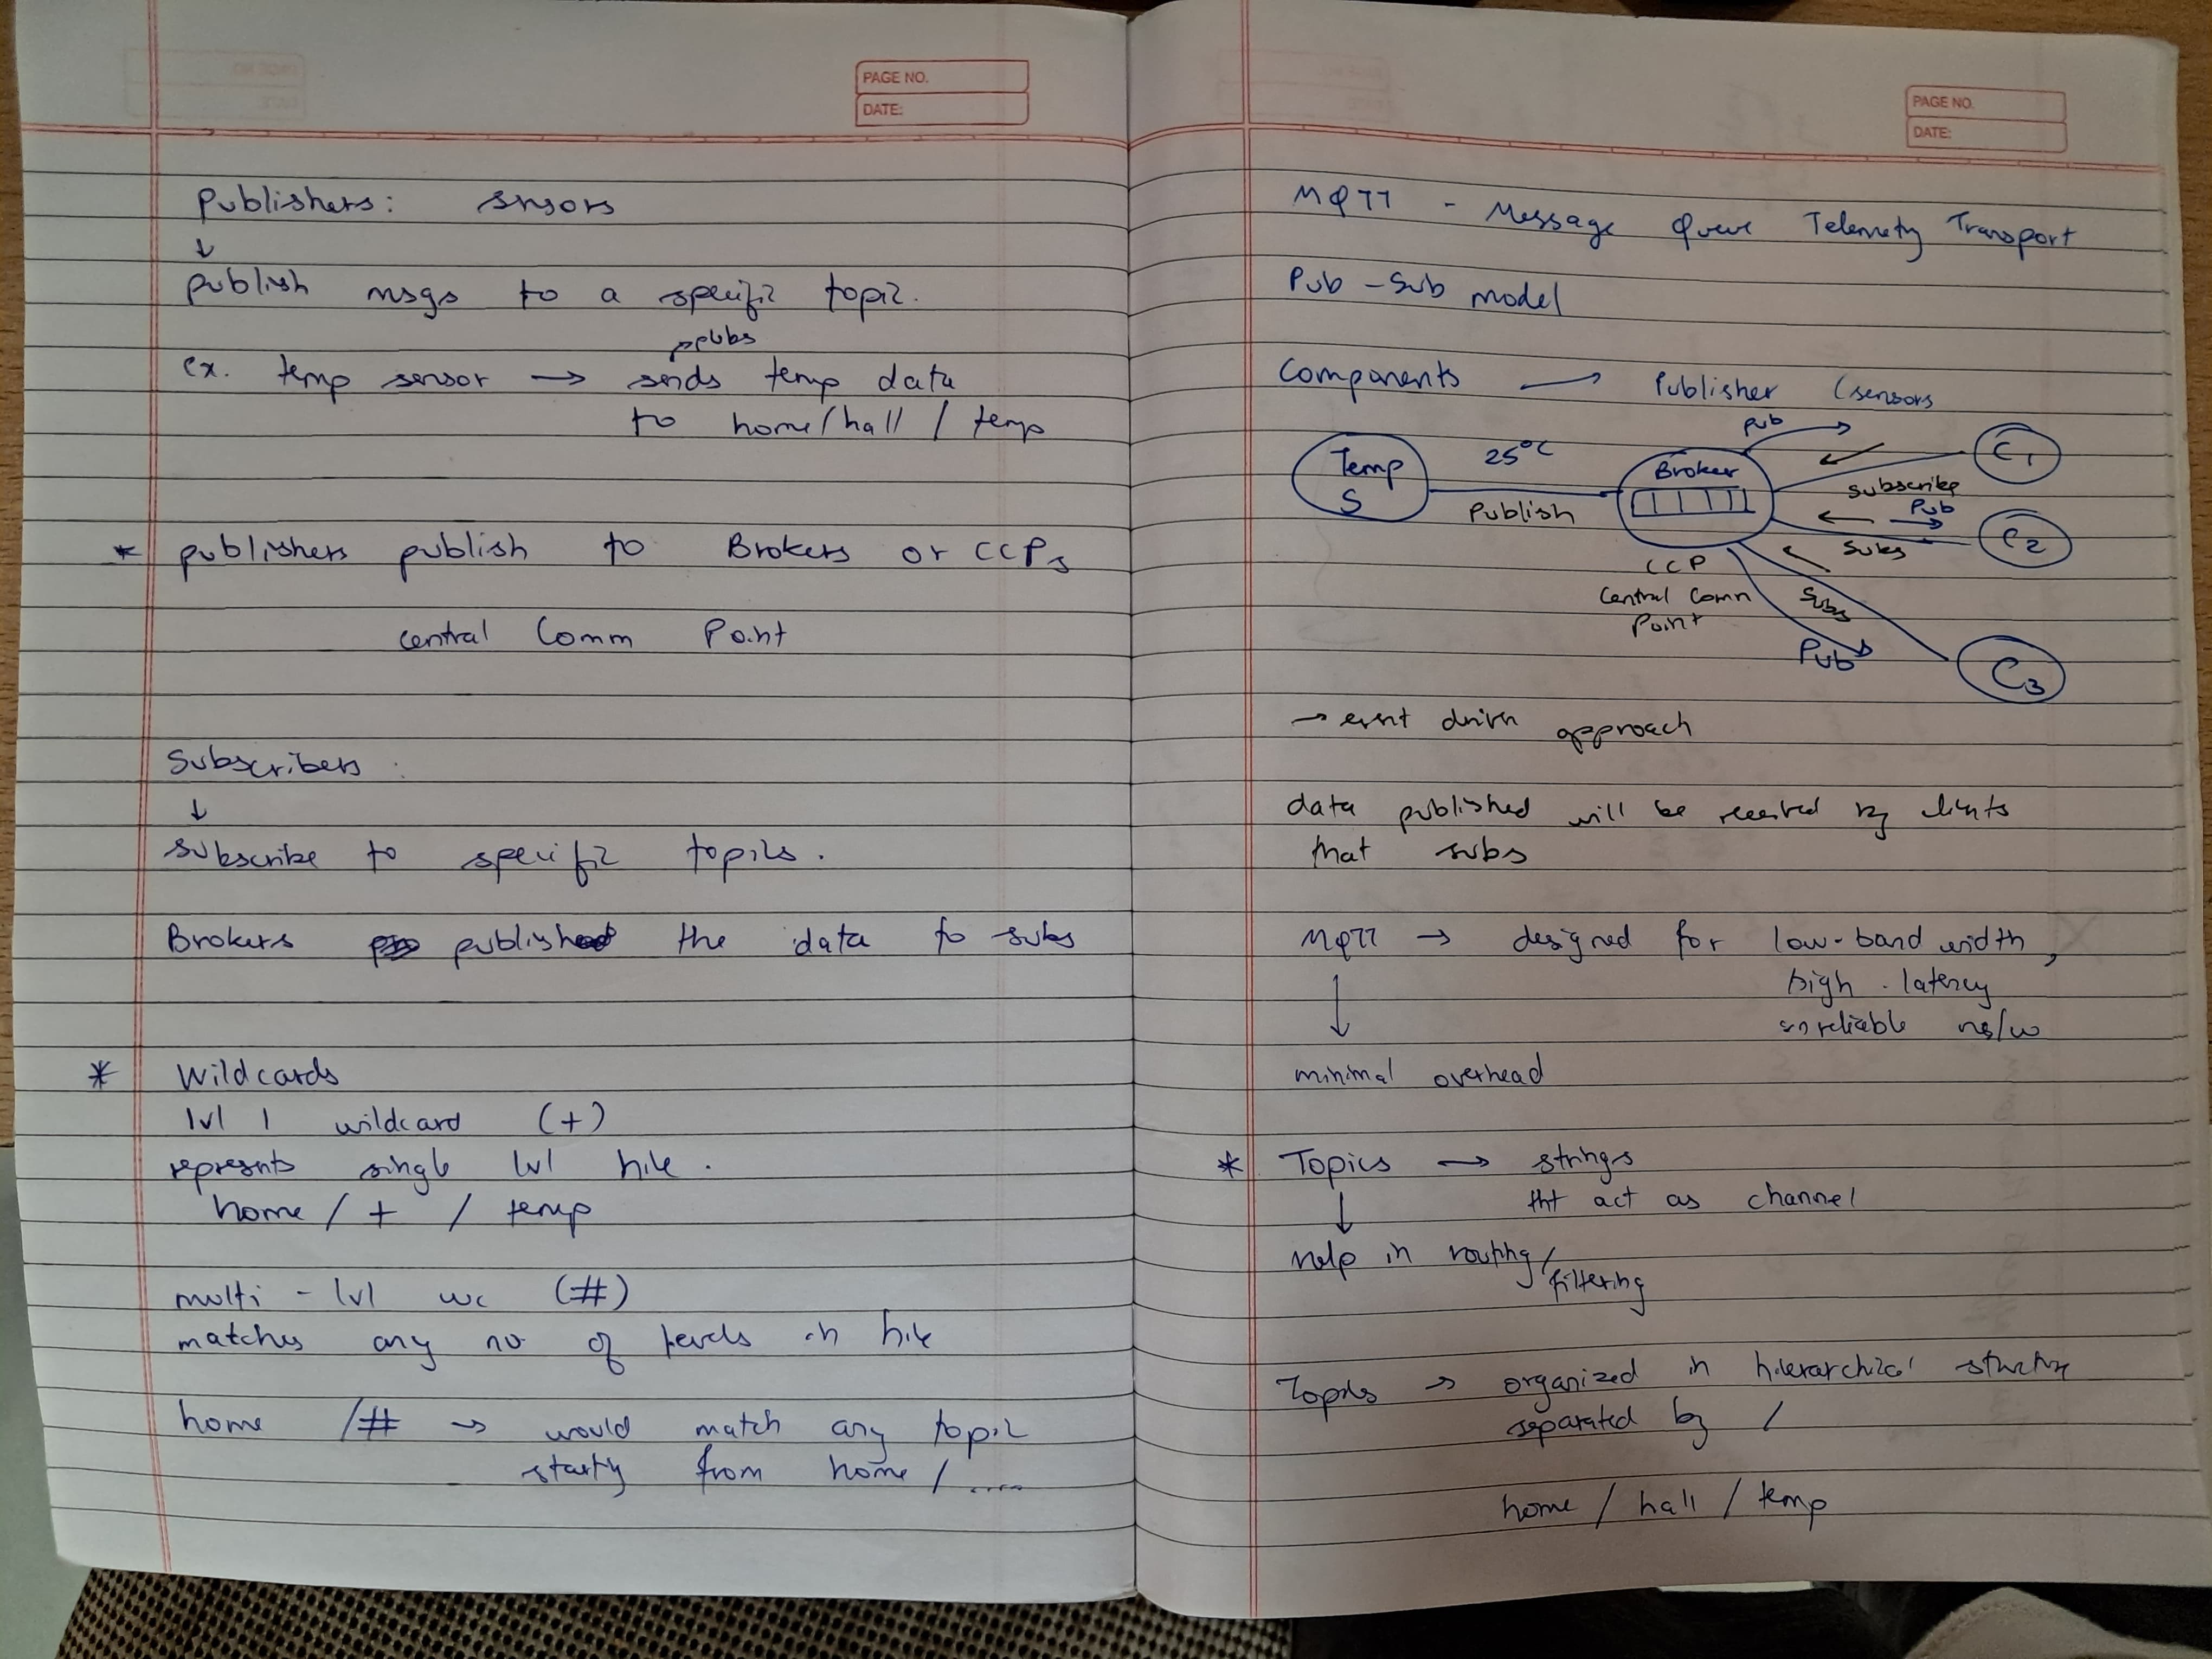 PAGE NO.
DATE:
Publishers: snsors
↓
publish msgs to a specific topic.
pubs
ex. temp sensor → sends temp data
to home/hall / temp
* publishers publish to Brokers or CCPs
central Comm Point
Subscribers :
↓
subscribe to specific topics.
Brokers publish the data to subs
* Wildcards
lvl 1 wildcard (+)
represnts single lvl
home / + / temp
multi - lvl wc (#)
matches any no of levels in
home /# → would match any topic
starty from home / ....
PAGE NO.
DATE:
MQTT - Message Queue Telemetry Transport
Pub - Sub model
Components → Publisher (sensors
pub
Temp
S
25°C
Publish
Broker
C1
Subscribe
Pub
C2
Subs
CCP
Central Comm
Point
Subs
Pub
C3
→ event driven approach
data published will be received by clients
that subs
MQTT → designed for low-band width,
high latency
unreliable
↓
minimal overhead
* Topics → strings
tht act as channel
↓
help in routing/
filtering
Topics → organized in hierarchical structure
separated by /
home / hall / temp